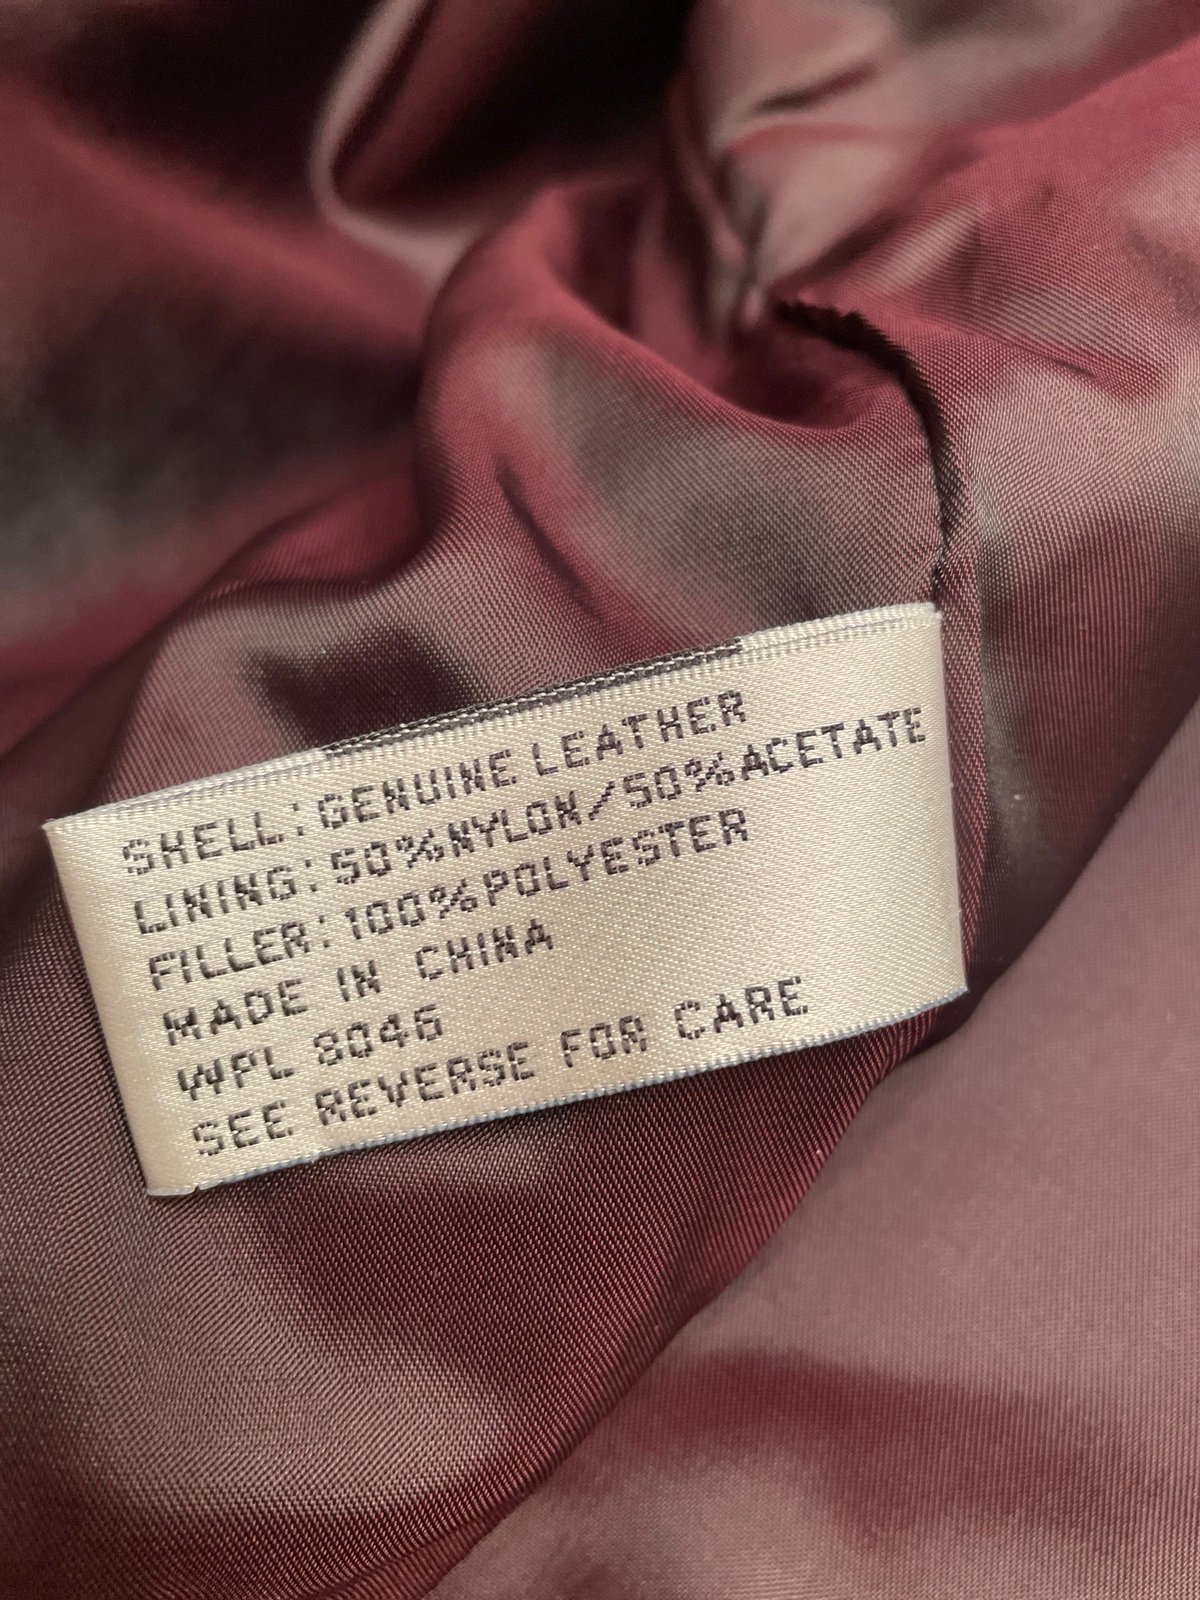 SHELL: GENUINE LEATHER
LINING: 50%NYLON/50%ACETATE
FILLER: 100%POLYESTER
MADE IN CHINA
WPL 8046
SEE REVERSE FOR CARE